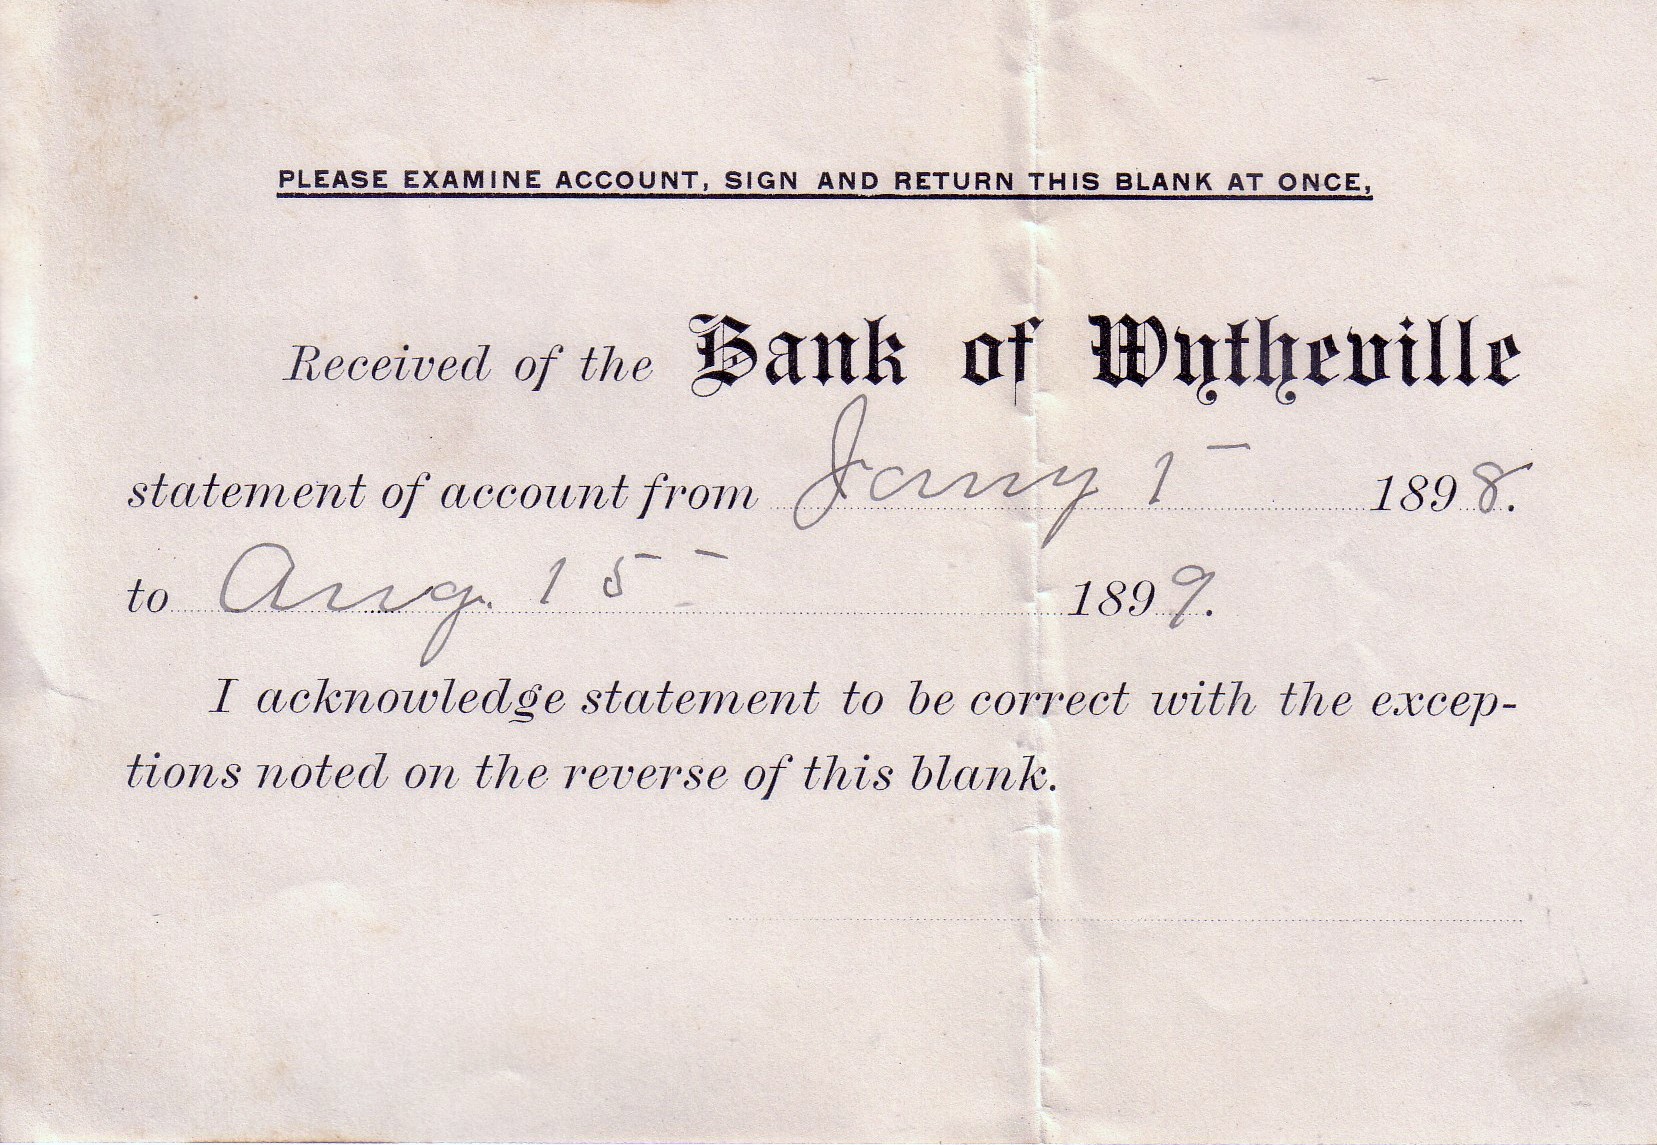 PLEASE EXAMINE ACCOUNT, SIGN AND RETURN THIS BLANK AT ONCE,
Received of the Bank of Wytheville
statement of account from Jany 1 - 1898.
to Aug. 15 - 1899.
I acknowledge statement to be correct with the excep-
tions noted on the reverse of this blank.